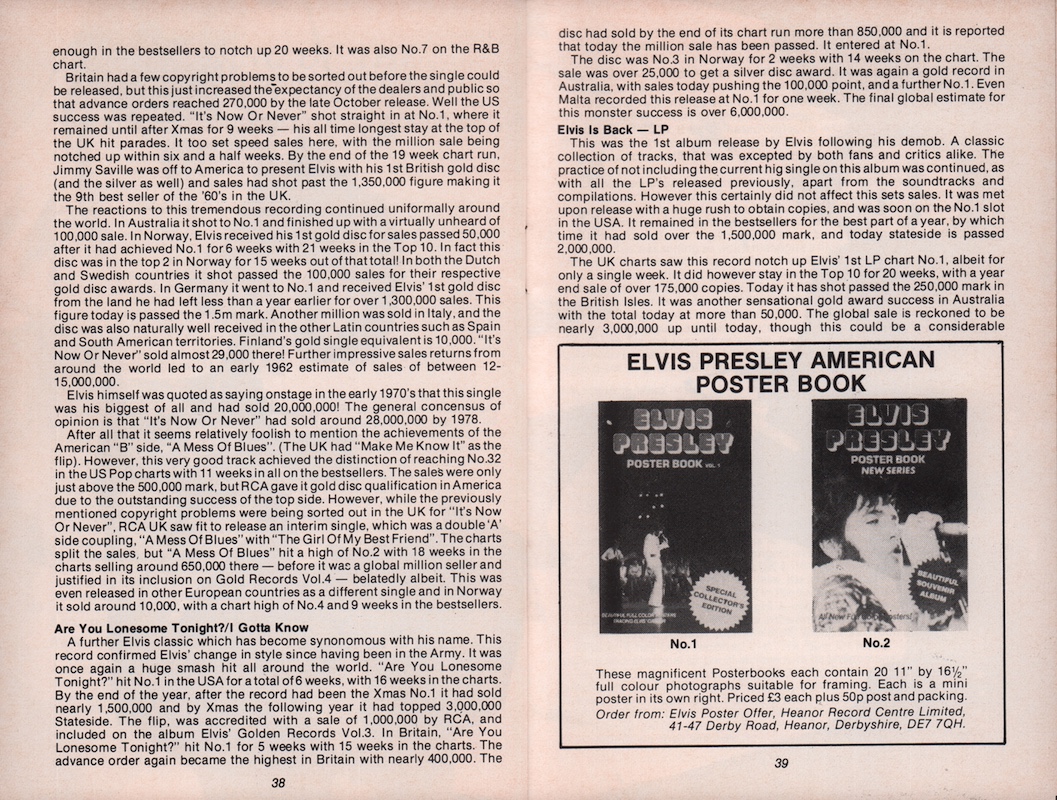 enough in the bestsellers to notch up 20 weeks. It was also No.7 on the R&B
chart.
Britain had a few copyright problems to be sorted out before the single could
be released, but this just increased the expectancy of the dealers and public so
that advance orders reached 270,000 by the late October release. Well the US
success was repeated. "It's Now Or Never" shot straight in at No.1, where it
remained until after Xmas for 9 weeks — his all time longest stay at the top of
the UK hit parades. It too set speed sales here, with the million sale being
notched up within six and a half weeks. By the end of the 19 week chart run,
Jimmy Saville was off to America to present Elvis with his 1st British gold disc
(and the silver as well) and sales had shot past the 1,350,000 figure making it
the 9th best seller of the '60's in the UK.
The reactions to this tremendous recording continued uniformally around
the world. In Australia it shot to No.1 and finished up with a virtually unheard of
100,000 sale. In Norway, Elvis received his 1st gold disc for sales passed 50,000
after it had achieved No.1 for 6 weeks with 21 weeks in the Top 10. In fact this
disc was in the top 2 in Norway for 15 weeks out of that total! In both the Dutch
and Swedish countries it shot passed the 100,000 sales for their respective
gold disc awards. In Germany it went to No.1 and received Elvis' 1st gold disc
from the land he had left less than a year earlier for over 1,300,000 sales. This
figure today is passed the 1.5m mark. Another million was sold in Italy, and the
disc was also naturally well received in the other Latin countries such as Spain
and South American territories. Finland's gold single equivalent is 10,000. "It's
Now Or Never" sold almost 29,000 there! Further impressive sales returns from
around the world led to an early 1962 estimate of sales of between 12-
15,000,000.
Elvis himself was quoted as saying onstage in the early 1970's that this single
was his biggest of all and had sold 20,000,000! The general concensus of
opinion is that "It's Now Or Never" had sold around 28,000,000 by 1978.
After all that it seems relatively foolish to mention the achievements of the
American "B" side, "A Mess Of Blues". (The UK had "Make Me Know It" as the
flip). However, this very good track achieved the distinction of reaching No.32
in the US Pop charts with 11 weeks in all on the bestsellers. The sales were only
just above the 500,000 mark, but RCA gave it gold disc qualification in America
due to the outstanding success of the top side. However, while the previously
mentioned copyright problems were being sorted out in the UK for "It's Now
Or Never", RCA UK saw fit to release an interim single, which was a double 'A'
side coupling, "A Mess Of Blues" with "The Girl Of My Best Friend". The charts
split the sales, but "A Mess Of Blues" hit a high of No.2 with 18 weeks in the
charts selling around 650,000 there — before it was a global million seller and
justified in its inclusion on Gold Records Vol.4 — belatedly albeit. This was
even released in other European countries as a different single and in Norway
it sold around 10,000, with a chart high of No.4 and 9 weeks in the bestsellers.
Are You Lonesome Tonight?/I Gotta Know
A further Elvis classic which has become synonomous with his name. This
record confirmed Elvis' change in style since having been in the Army. It was
once again a huge smash hit all around the world. "Are You Lonesome
Tonight?" hit No.1 in the USA for a total of 6 weeks, with 16 weeks in the charts.
By the end of the year, after the record had been the Xmas No.1 it had sold
nearly 1,500,000 and by Xmas the following year it had topped 3,000,000
Stateside. The flip, was accredited with a sale of 1,000,000 by RCA, and
included on the album Elvis' Golden Records Vol.3. In Britain, "Are You
Lonesome Tonight?" hit No.1 for 5 weeks with 15 weeks in the charts. The
advance order again became the highest in Britain with nearly 400,000. The
38
disc had sold by the end of its chart run more than 850,000 and it is reported
that today the million sale has been passed. It entered at No.1.
The disc was No.3 in Norway for 2 weeks with 14 weeks on the chart. The
sale was over 25,000 to get a silver disc award. It was again a gold record in
Australia, with sales today pushing the 100,000 point, and a further No.1. Even
Malta recorded this release at No.1 for one week. The final global estimate for
this monster success is over 6,000,000.
Elvis Is Back — LP
This was the 1st album release by Elvis following his demob. A classic
collection of tracks, that was excepted by both fans and critics alike. The
practice of not including the current hig single on this album was continued, as
with all the LP's released previously, apart from the soundtracks and
compilations. However this certainly did not affect this sets sales. It was met
upon release with a huge rush to obtain copies, and was soon on the No.1 slot
in the USA. It remained in the bestsellers for the best part of a year, by which
time it had sold over the 1,500,000 mark, and today stateside is passed
2,000,000.
The UK charts saw this record notch up Elvis' 1st LP chart No.1, albeit for
only a single week. It did however stay in the Top 10 for 20 weeks, with a year
end sale of over 175,000 copies. Today it has shot passed the 250,000 mark in
the British Isles. It was another sensational gold award success in Australia
with the total today at more than 50,000. The global sale is reckoned to be
nearly 3,000,000 up until today, though this could be a considerable
ELVIS PRESLEY AMERICAN
POSTER BOOK
ELVIS
PRESLEY
POSTER BOOK VOL. 1
SPECIAL
COLLECTOR'S
EDITION
BEAUTIFUL FULL COLOR POSTERS
TRACING ELVIS' CAREER
No.1
ELVIS
PRESLEY
POSTER BOOK
NEW SERIES
BEAUTIFUL
SOUVENIR
ALBUM
All New Full Color Posters!
No.2
These magnificent Posterbooks each contain 20 11" by 16½"
full colour photographs suitable for framing. Each is a mini
poster in its own right. Priced £3 each plus 50p post and packing.
Order from: Elvis Poster Offer, Heanor Record Centre Limited,
41-47 Derby Road, Heanor, Derbyshire, DE7 7QH.
39